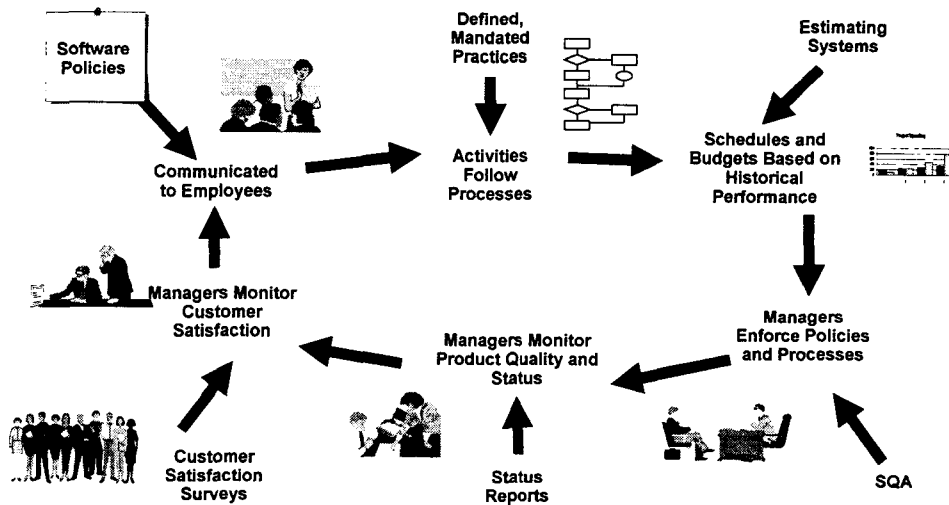 Software
Policies
Defined,
Mandated
Practices
Estimating
Systems
Communicated
to Employees
Activities
Follow
Processes
Schedules and
Budgets Based on
Historical
Performance
Managers Monitor
Customer
Satisfaction
Managers Monitor
Product Quality and
Status
Managers
Enforce Policies
and Processes
Customer
Satisfaction
Surveys
Status
Reports
SQA